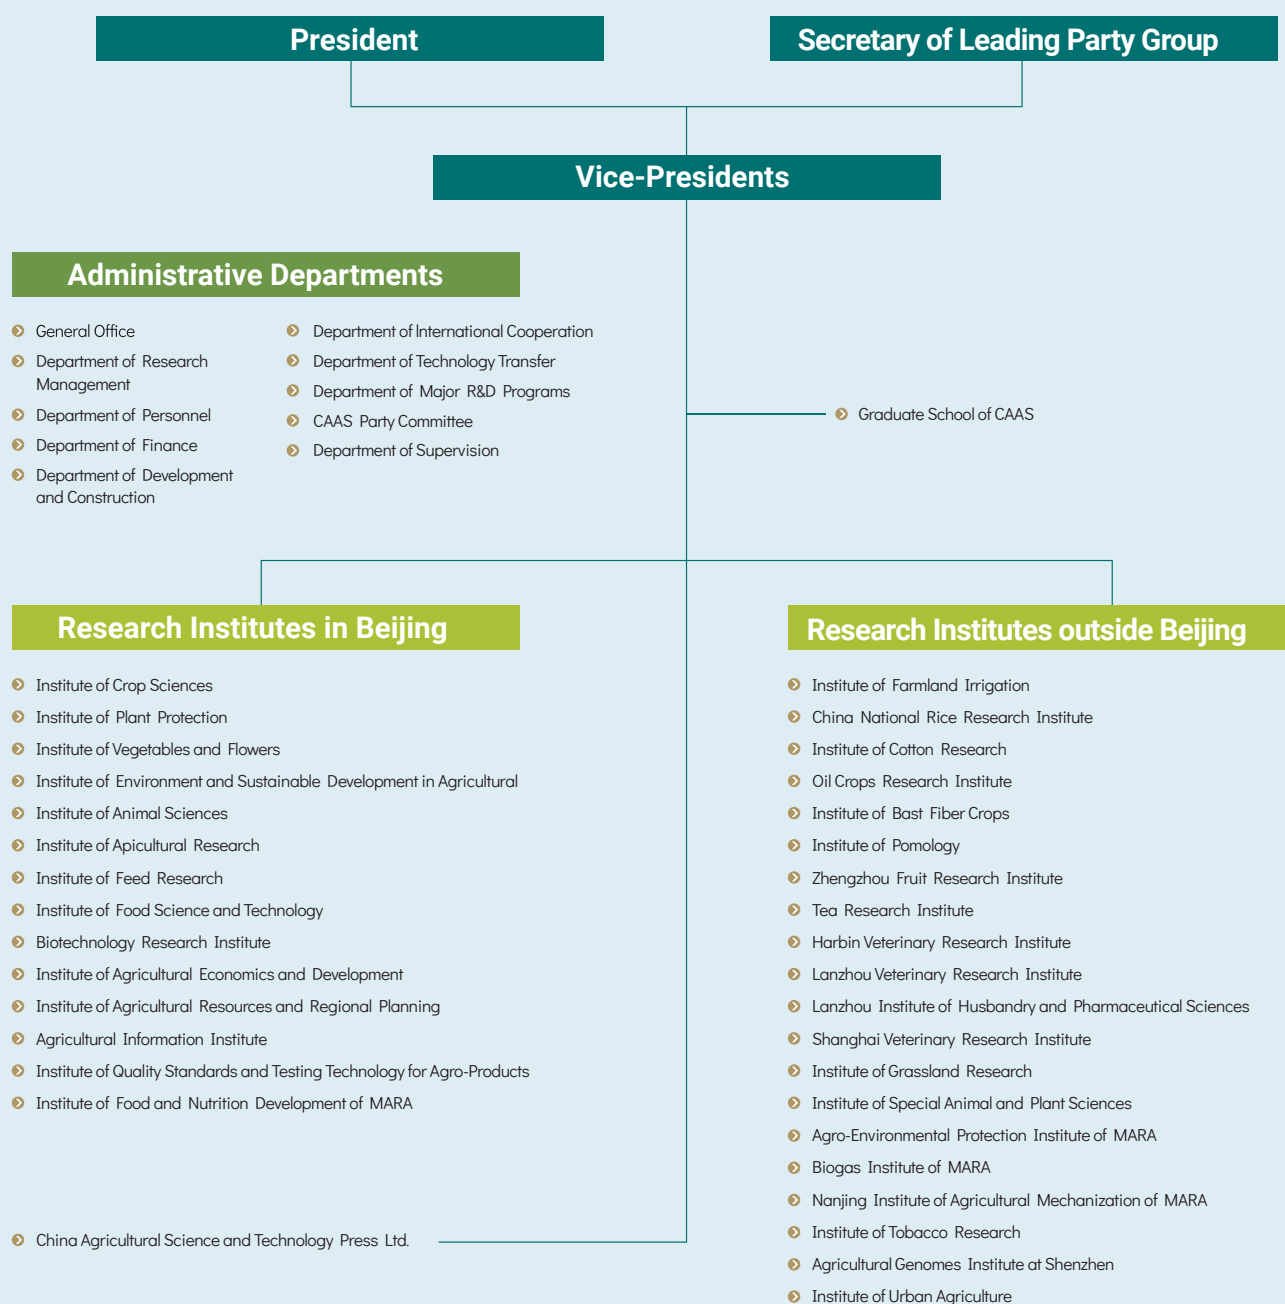 President
Secretary of Leading Party Group
Vice-Presidents
Administrative Departments
General Office
Department of Research
Management
Department of Personnel
Department of Finance
Department of Development
and Construction
Department of International Cooperation
Department of Technology Transfer
Department of Major R&D Programs
CAAS Party Committee
Department of Supervision
Graduate School of CAAS
Research Institutes in Beijing
Institute of Crop Sciences
Institute of Plant Protection
Institute of Vegetables and Flowers
Institute of Environment and Sustainable Development in Agricultural
Institute of Animal Sciences
Institute of Apicultural Research
Institute of Feed Research
Institute of Food Science and Technology
Biotechnology Research Institute
Institute of Agricultural Economics and Development
Institute of Agricultural Resources and Regional Planning
Agricultural Information Institute
Institute of Quality Standards and Testing Technology for Agro-Products
Institute of Food and Nutrition Development of MARA
China Agricultural Science and Technology Press Ltd.
Research Institutes outside Beijing
Institute of Farmland Irrigation
China National Rice Research Institute
Institute of Cotton Research
Oil Crops Research Institute
Institute of Bast Fiber Crops
Institute of Pomology
Zhengzhou Fruit Research Institute
Tea Research Institute
Harbin Veterinary Research Institute
Lanzhou Veterinary Research Institute
Lanzhou Institute of Husbandry and Pharmaceutical Sciences
Shanghai Veterinary Research Institute
Institute of Grassland Research
Institute of Special Animal and Plant Sciences
Agro-Environmental Protection Institute of MARA
Biogas Institute of MARA
Nanjing Institute of Agricultural Mechanization of MARA
Institute of Tobacco Research
Agricultural Genomes Institute at Shenzhen
Institute of Urban Agriculture